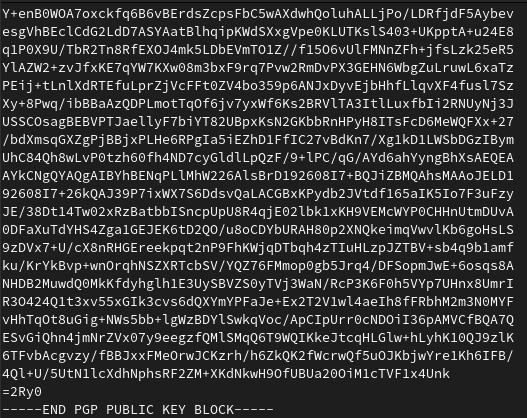 Y+enB0WOA7oxckfq6B6vBErdsZcpsFbC5wAXdwhQoluhALLjPo/LDRfjdF5Aybev
esgVhBEclCdG2LdD7ASYAatBlhqipKWdSXxgVpe0KLUTKslS403+UKpptA+u24E8
q1P0X9U/TbR2Tn8RfEXOJ4mk5LDbEVmTO1Z//f15O6vUlFMNnZFh+jfsLzk25eR5
YlAZW2+zvJfxKE7qYW7KXw08m3bxF9rq7Pvw2RmDvPX3GEHN6WbgZuLruwL6xaTz
PEij+tLnlXdRTEfuLprZjVcFFt0ZV4bo359p6ANJxDyvEjbHhfLlqvXF4fusl7Sz
Xy+8Pwq/ibBBaAzQDPLmotTqOf6jv7yxWf6Ks2BRVlTA3ItlLuxfbIi2RNUyNj3J
USSCOsagBEBVPTJaellyF7biYT82UBpxKsN2GKbbRnHPyH8ITsFcD6MeWQFXx+27
/bdXmsqGXZgPjBBjxPLHe6RPgIa5iEZhD1FfIC27vBdKn7/Xg1kD1LWSbDGzIBym
UhC84Qh8wLvP0tzh60fh4ND7cyGldlLpQzF/9+lPC/qG/AYd6ahYyngBhXsAEQEA
AYkCNgQYAQgAIBYhBENqPLlMhW226AlsBrD192608I7+BQJiZBMQAhsMAAoJELD1
192608I7+26kQAJ39P7ixWX7S6DdsvQaLACGBxKPydb2JVtdf165aIK5Io7F3uFzy
JE/38Dt14Tw02xRzBatbbISncpUpU8R4qjE02lbk1xKH9VEMcWYP0CHHnUtmDUvA
0DFaXuTdYHS4Zga1GEJEK6tD2QO/u8oCDYbURAH80p2XNQkeimqVwvlKb6goHsLS
9zDVx7+U/cX8nRHGEreekpqt2nP9FhKWjqDTbqh4zTIuHLzpJZTBV+sb4q9b1amf
ku/KrYkBvp+wnOrqhNSZXRTcbSV/YQZ76FMmop0gb5Jrq4/DFSopmJwE+6osqs8A
NHDB2MuwdQ0MkKfdyhglh1E3UySBVZS0yTVj3WaN/RcP3K6F0h5VYp7UHnx8UmrI
R3O424Q1t3xv55xGIk3cvs6dQXYmYPFaJe+Ex2T2V1wl4aeIh8fFRbhM2m3N0MYF
vHhTqOt8uGig+NWs5bb+lgWzBDYlSwkqVoc/ApCIpUrr0cNDOiI36pAMVCfBQA7Q
ESvGiQhn4jmNrZVx07y9eegzfQMlSMqQ6T9WQIKkeJtcqHLGlw+hLyhK10QJ9zlK
6TFvbAcgvzy/fBBJxxFMeOrwJCKzrh/h6ZkQK2fWcrwQf5uOJKbjwYre1Kh6IFB/
4Ql+U/5UtN1lcXdhNphsRF2ZM+XKdNkwH9OfUBUa20OiM1cTVF1x4Unk
=2Ry0
-----END PGP PUBLIC KEY BLOCK-----